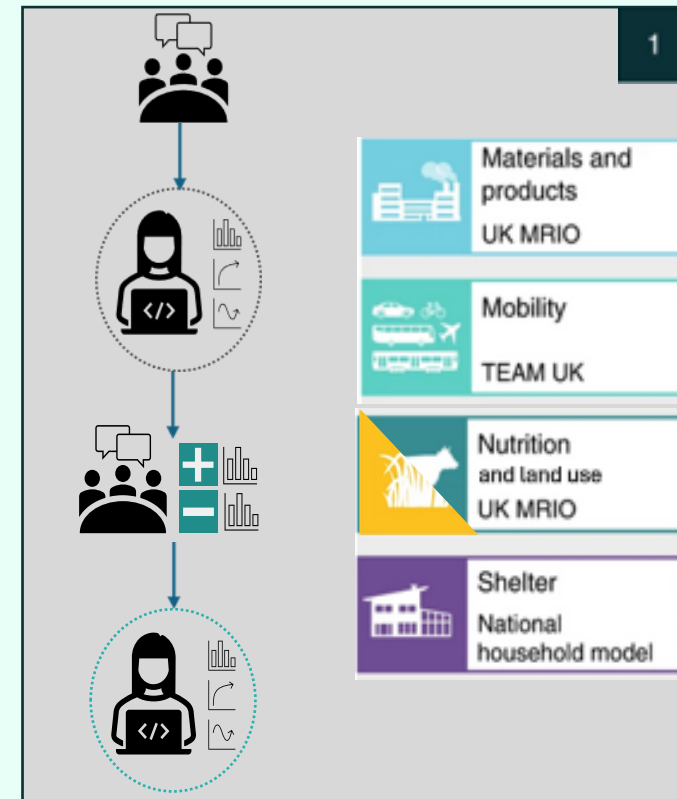 1
Materials and
products
UK MRIO
Mobility
TEAM UK
Nutrition
and land use
UK MRIO
Shelter
National
household model
</>
</>